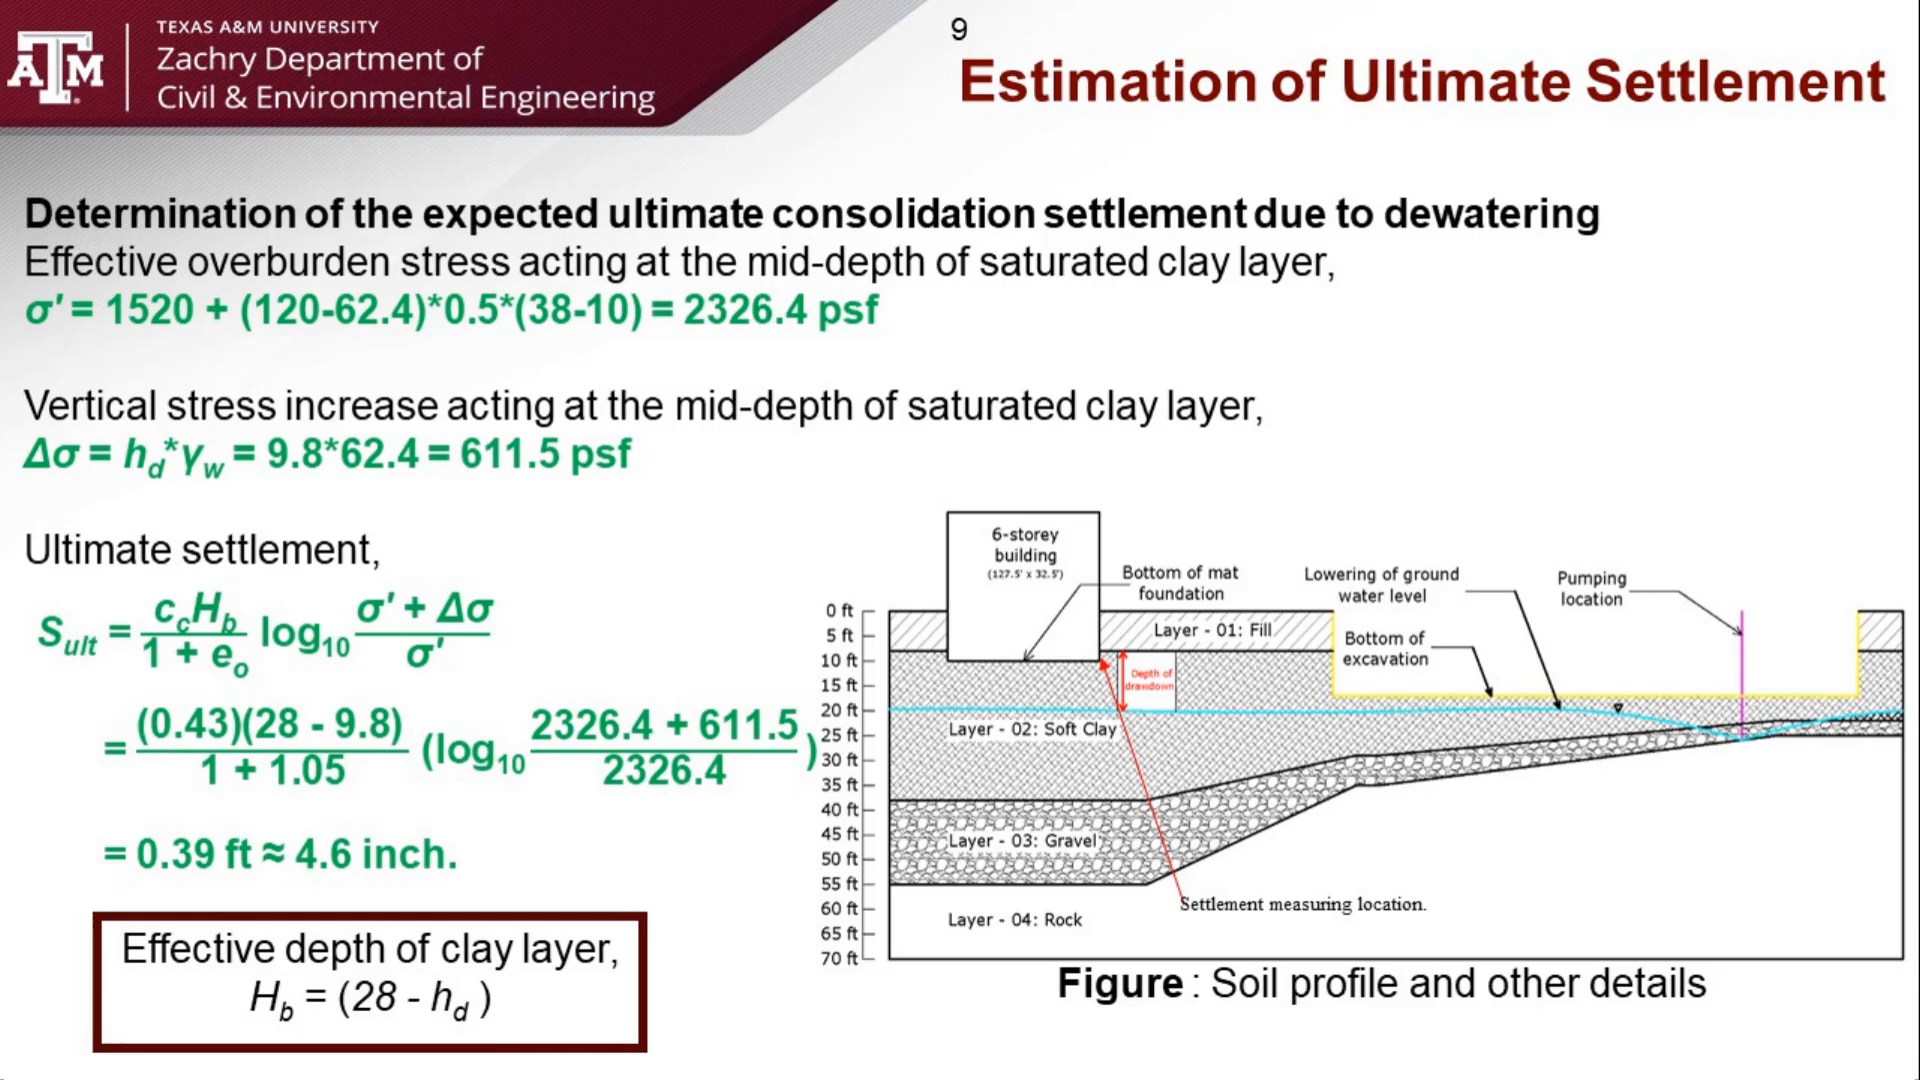 TEXAS A&M UNIVERSITY
Zachry Department of
Civil & Environmental Engineering
ATM
9
Estimation of Ultimate Settlement
Determination of the expected ultimate consolidation settlement due to dewatering
Effective overburden stress acting at the mid-depth of saturated clay layer,
σ' = 1520 + (120-62.4)*0.5*(38-10) = 2326.4 psf
Vertical stress increase acting at the mid-depth of saturated clay layer,
Δσ = h_d*γ_w = 9.8*62.4 = 611.5 psf
Ultimate settlement,
S_ult = c_cH_b / 1 + e_o log₁₀ σ' + Δσ / σ'
= (0.43)(28 - 9.8) / 1 + 1.05 (log₁₀ 2326.4 + 611.5 / 2326.4)
= 0.39 ft ≈ 4.6 inch.
Effective depth of clay layer,
H_b = (28 - h_d )
6-storey
building
(127.5' x 32.5')
Bottom of mat
foundation
Lowering of ground
water level
Pumping
location
Layer - 01: Fill
Bottom of
excavation
Depth of
drawdown
Layer - 02: Soft Clay
Layer - 03: Gravel
Settlement measuring location.
Layer - 04: Rock
0 ft
5 ft
10 ft
15 ft
20 ft
25 ft
30 ft
35 ft
40 ft
45 ft
50 ft
55 ft
60 ft
65 ft
70 ft
Figure : Soil profile and other details